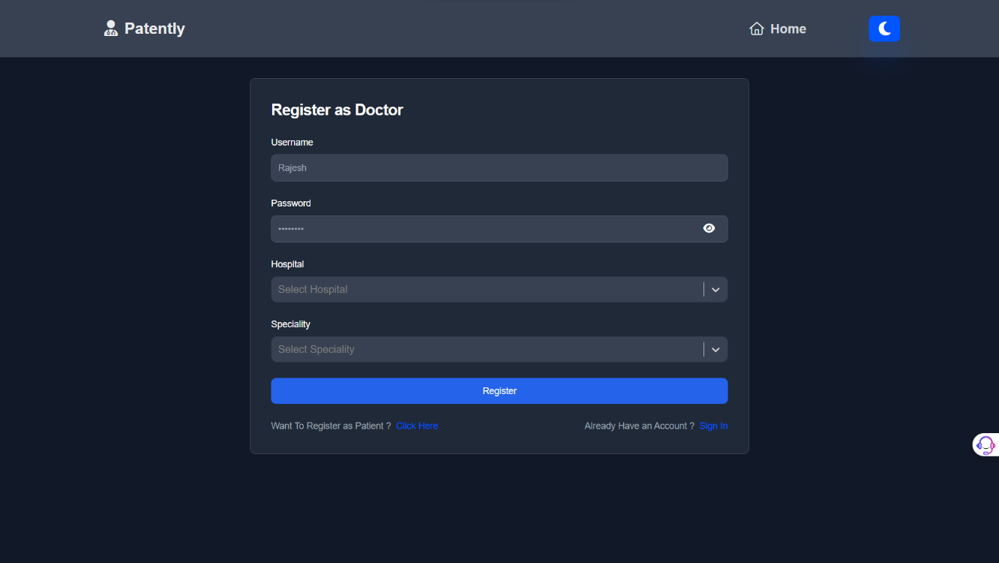 Patently
Home
Register as Doctor
Username
Rajesh
Password
••••••••
Hospital
Select Hospital
Speciality
Select Speciality
Register
Want To Register as Patient ? Click Here
Already Have an Account ? Sign In